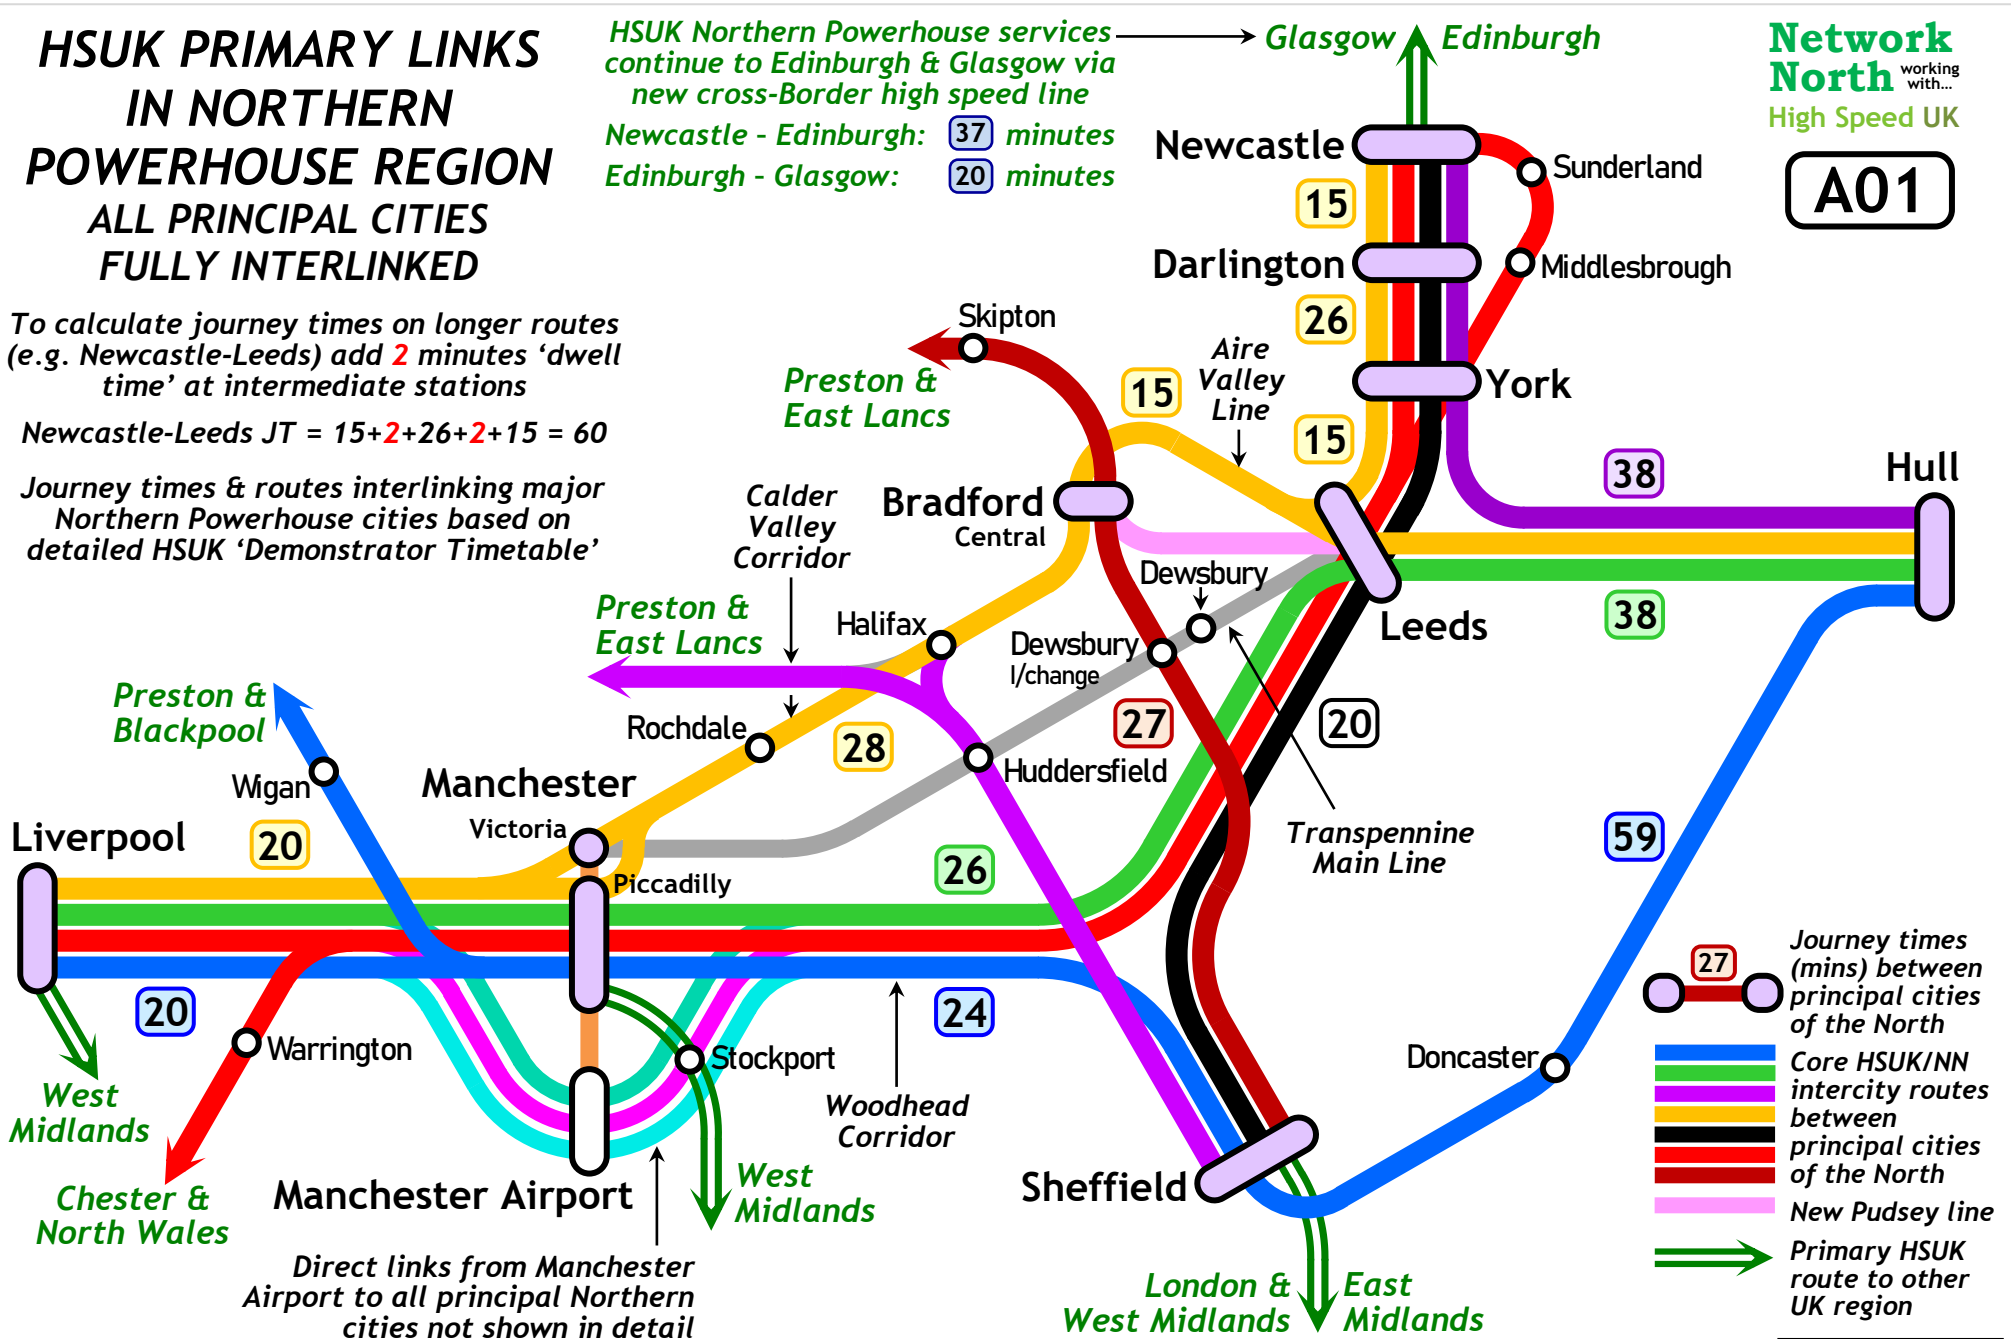 HSUK PRIMARY LINKS
IN NORTHERN
POWERHOUSE REGION
ALL PRINCIPAL CITIES
FULLY INTERLINKED
To calculate journey times on longer routes
(e.g. Newcastle-Leeds) add 2 minutes ‘dwell
time’ at intermediate stations
Newcastle-Leeds JT = 15+2+26+2+15 = 60
Journey times & routes interlinking major
Northern Powerhouse cities based on
detailed HSUK ‘Demonstrator Timetable’
HSUK Northern Powerhouse services
continue to Edinburgh & Glasgow via
new cross-Border high speed line
Newcastle – Edinburgh: 37 minutes
Edinburgh – Glasgow: 20 minutes
Glasgow
Edinburgh
Network
North working
with...
High Speed UK
A01
Newcastle
Sunderland
15
Darlington
Middlesbrough
26
York
15
Skipton
Preston &
East Lancs
15
Aire
Valley
Line
Bradford
Central
Calder
Valley
Corridor
38
Hull
Dewsbury
Leeds
38
Preston &
East Lancs
Halifax
Dewsbury
I/change
Preston &
Blackpool
Wigan
Rochdale
28
27
20
Huddersfield
Manchester
Victoria
Piccadilly
Liverpool
20
26
Transpennine
Main Line
59
20
24
Warrington
Stockport
Woodhead
Corridor
Doncaster
West
Midlands
Chester &
North Wales
Manchester Airport
West
Midlands
Sheffield
Direct links from Manchester
Airport to all principal Northern
cities not shown in detail
London &
West Midlands
East
Midlands
27
Journey times
(mins) between
principal cities
of the North
Core HSUK/NN
intercity routes
between
principal cities
of the North
New Pudsey line
Primary HSUK
route to other
UK region